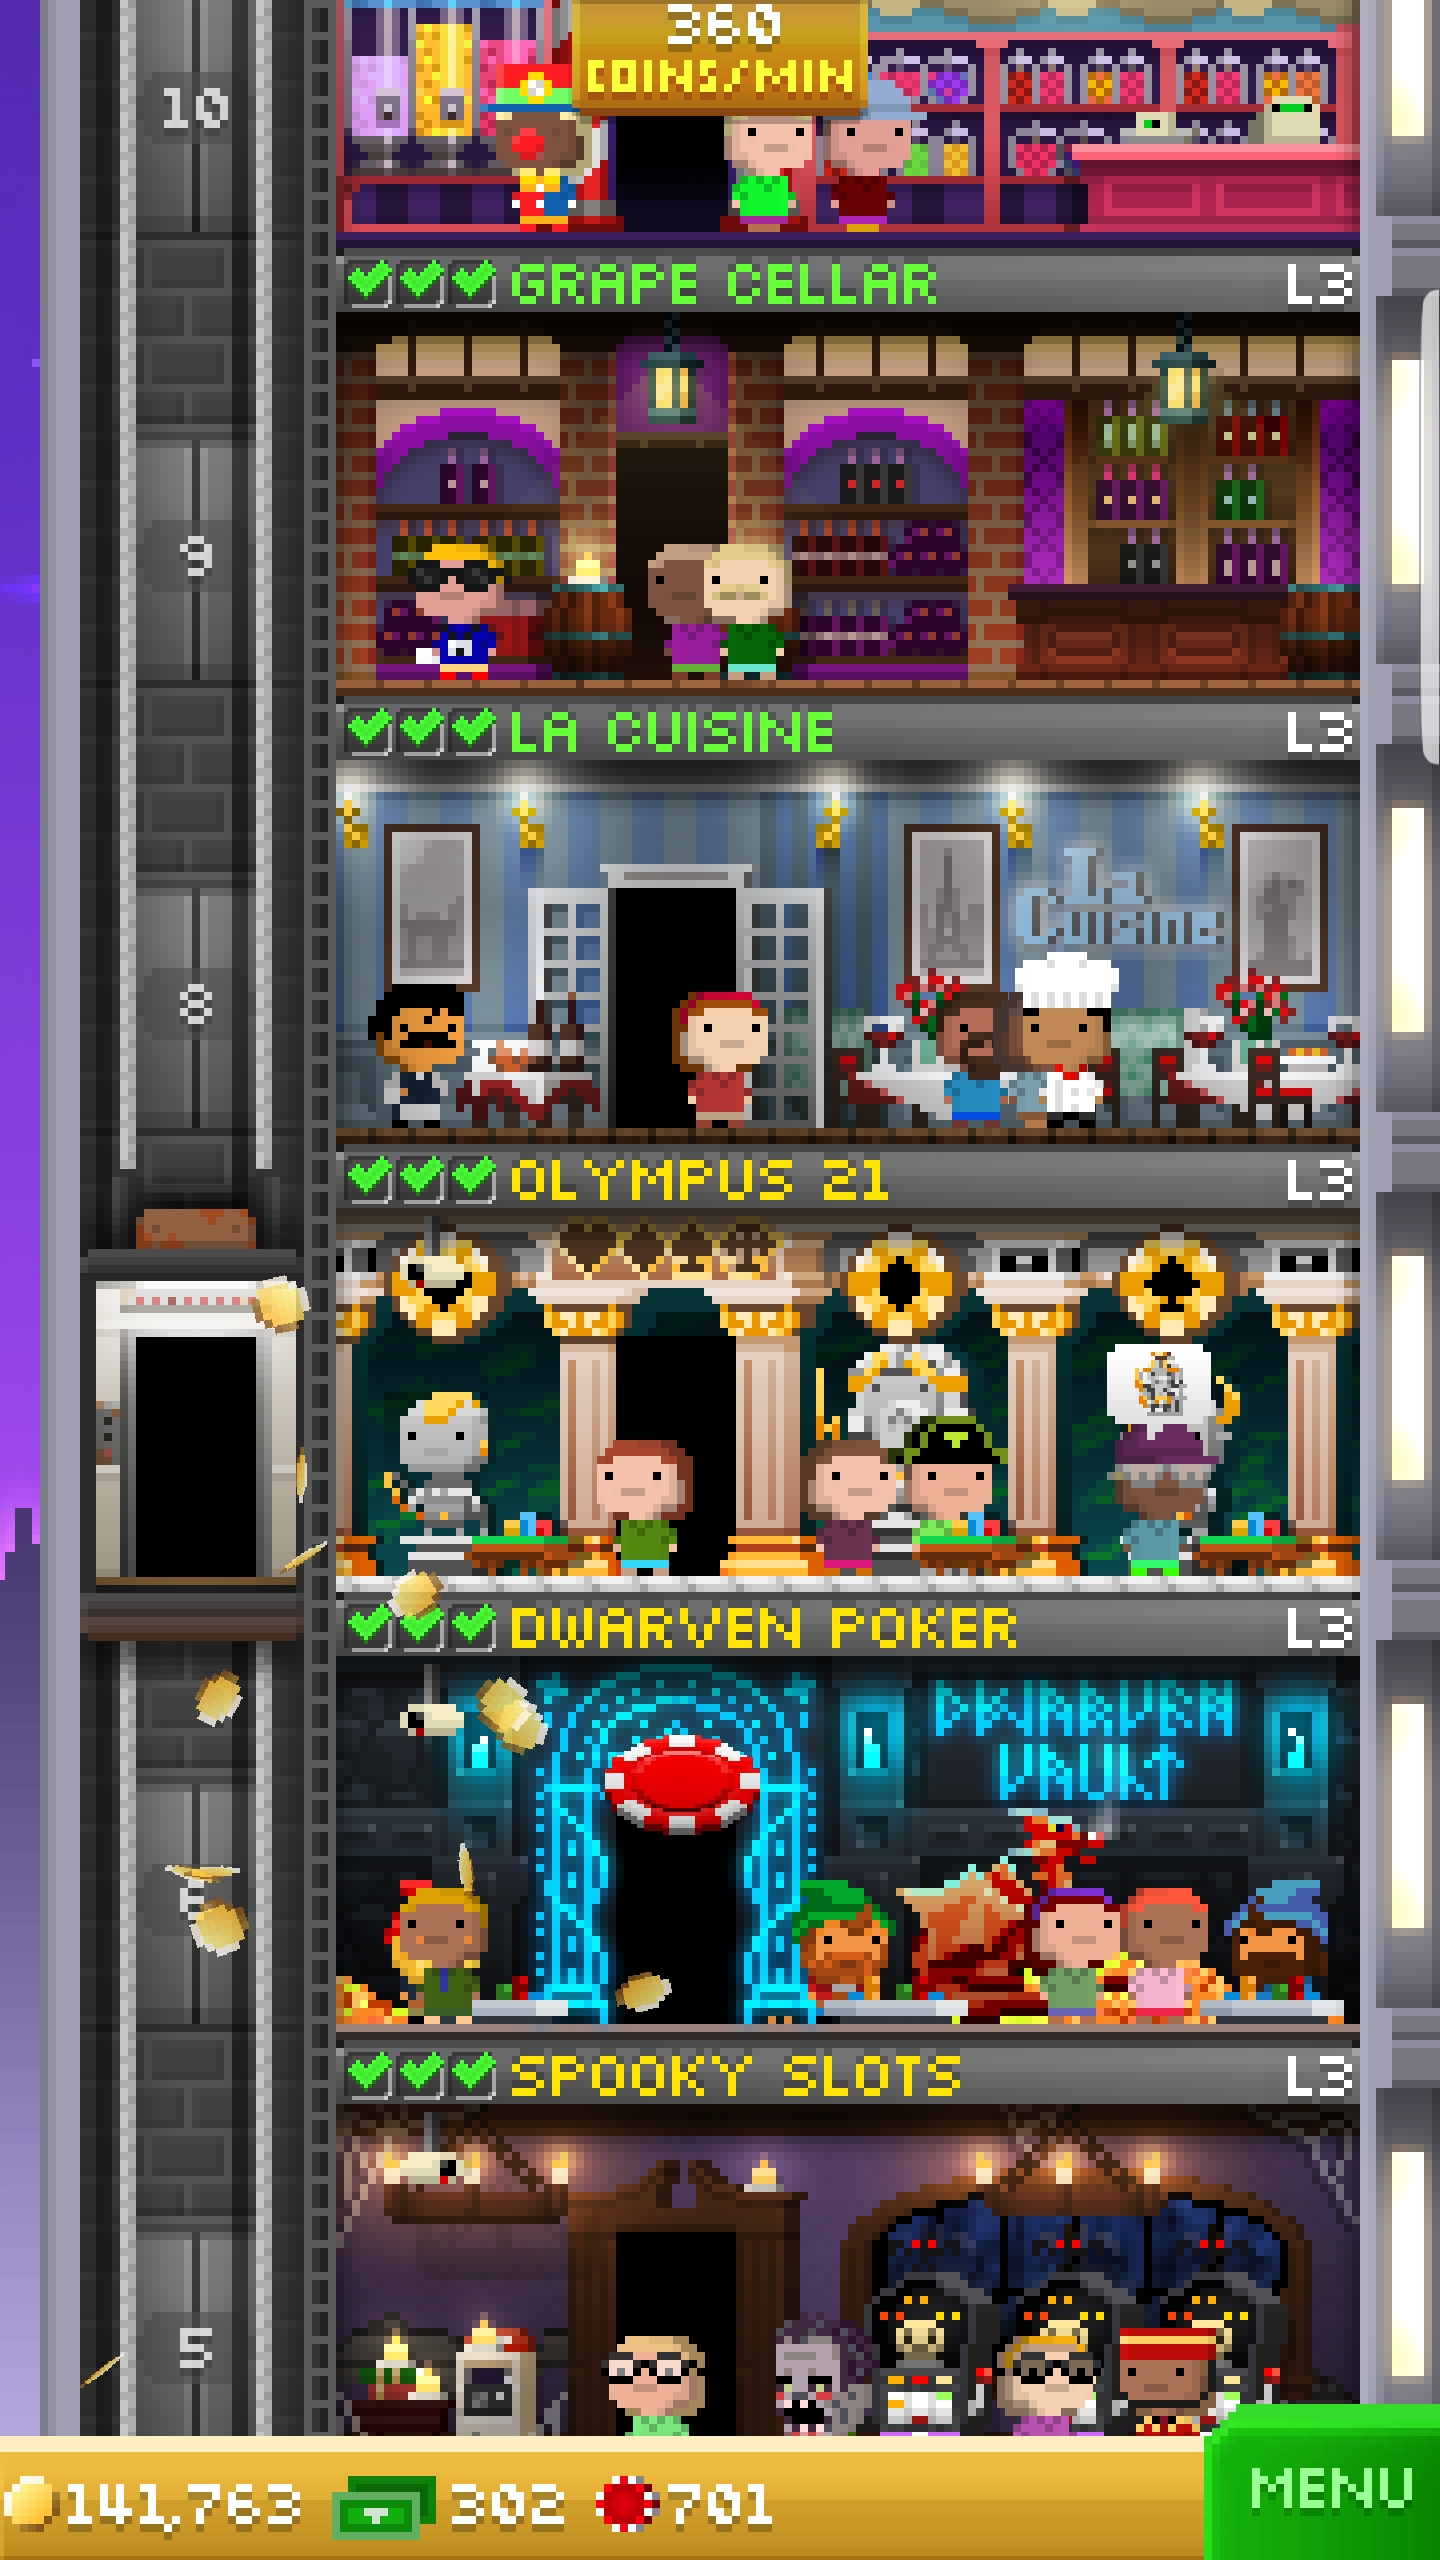 360
COINS/MIN
10
GRAPE CELLAR L3
9
LA CUISINE L3
La
Cuisine
8
OLYMPUS 21 L3
DWARVEN POKER L3
DWARVEN
VAULT
SPOOKY SLOTS L3
5
141,763 302 701
MENU